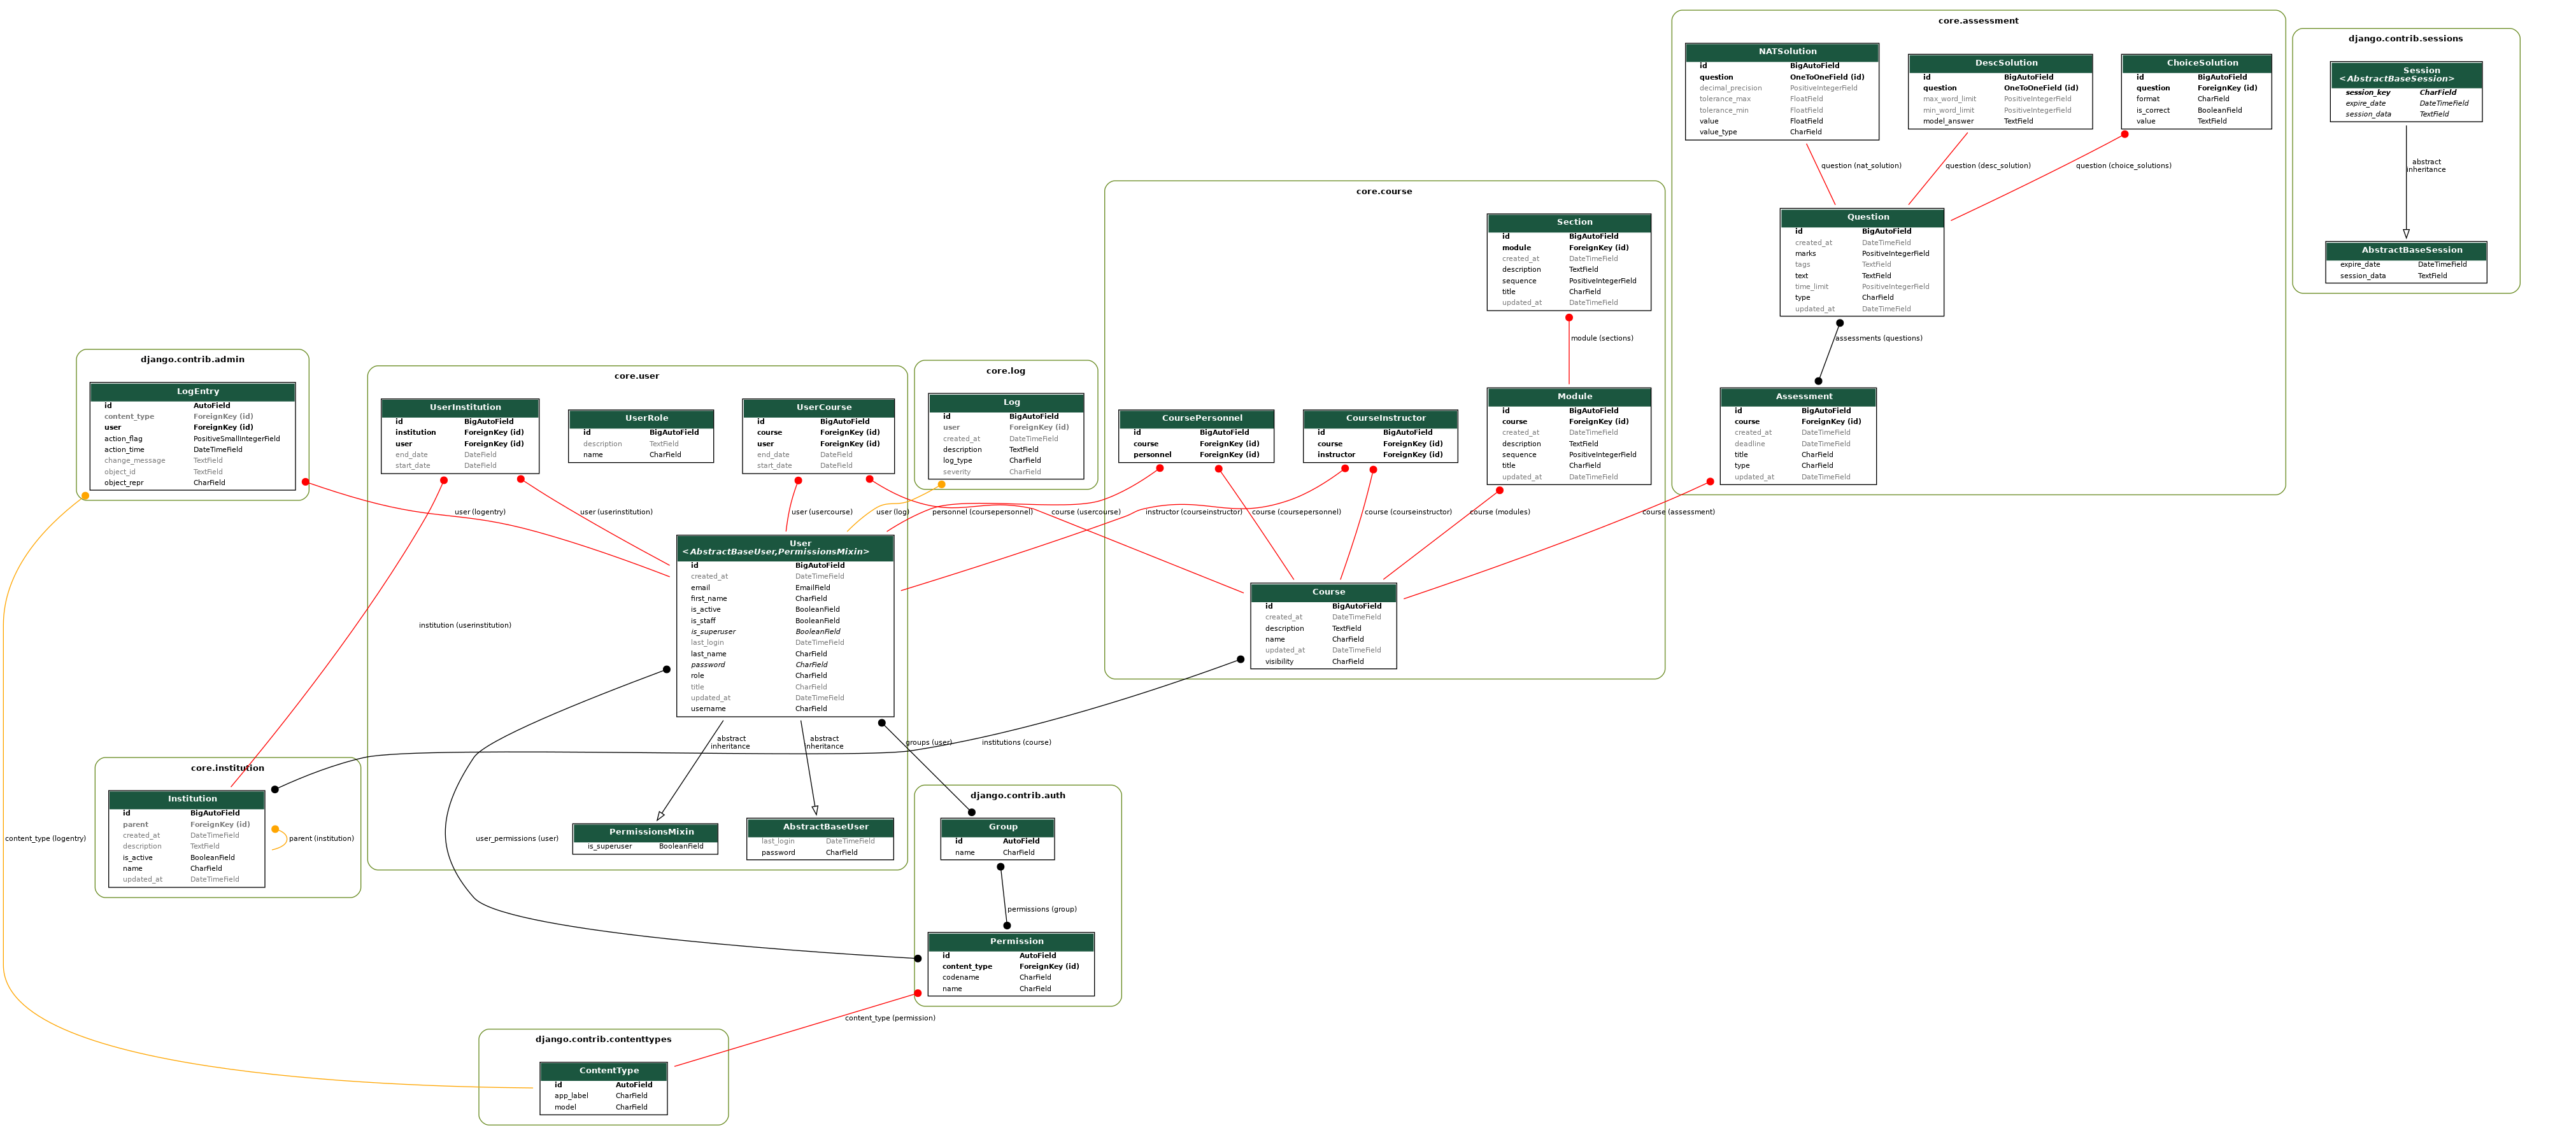 core.assessment
NATSolution
id BigAutoField
question OneToOneField (id)
decimal_precision PositiveIntegerField
tolerance_max FloatField
tolerance_min FloatField
value FloatField
value_type CharField
DescSolution
id BigAutoField
question OneToOneField (id)
max_word_limit PositiveIntegerField
min_word_limit PositiveIntegerField
model_answer TextField
ChoiceSolution
id BigAutoField
question ForeignKey (id)
format CharField
is_correct BooleanField
value TextField
question (nat_solution)
question (desc_solution)
question (choice_solutions)
Question
id BigAutoField
created_at DateTimeField
marks PositiveIntegerField
tags TextField
text TextField
time_limit PositiveIntegerField
type CharField
updated_at DateTimeField
assessments (questions)
Assessment
id BigAutoField
course ForeignKey (id)
created_at DateTimeField
deadline DateTimeField
title CharField
type CharField
updated_at DateTimeField
course (assessment)
django.contrib.sessions
Session
<AbstractBaseSession>
session_key CharField
expire_date DateTimeField
session_data TextField
abstract
inheritance
AbstractBaseSession
expire_date DateTimeField
session_data TextField
core.course
Section
id BigAutoField
module ForeignKey (id)
created_at DateTimeField
description TextField
sequence PositiveIntegerField
title CharField
updated_at DateTimeField
module (sections)
CoursePersonnel
id BigAutoField
course ForeignKey (id)
personnel ForeignKey (id)
CourseInstructor
id BigAutoField
course ForeignKey (id)
instructor ForeignKey (id)
Module
id BigAutoField
course ForeignKey (id)
created_at DateTimeField
description TextField
sequence PositiveIntegerField
title CharField
updated_at DateTimeField
personnel (coursepersonnel)
course (usercourse)
instructor (courseinstructor)
course (coursepersonnel)
course (courseinstructor)
course (modules)
Course
id BigAutoField
created_at DateTimeField
description TextField
name CharField
updated_at DateTimeField
visibility CharField
institutions (course)
django.contrib.admin
LogEntry
id AutoField
content_type ForeignKey (id)
user ForeignKey (id)
action_flag PositiveSmallIntegerField
action_time DateTimeField
change_message TextField
object_id TextField
object_repr CharField
user (logentry)
content_type (logentry)
core.user
UserInstitution
id BigAutoField
institution ForeignKey (id)
user ForeignKey (id)
end_date DateField
start_date DateField
UserRole
id BigAutoField
description TextField
name CharField
UserCourse
id BigAutoField
course ForeignKey (id)
user ForeignKey (id)
end_date DateField
start_date DateField
user (userinstitution)
user (usercourse)
user (log)
institution (userinstitution)
core.log
Log
id BigAutoField
user ForeignKey (id)
created_at DateTimeField
description TextField
log_type CharField
severity CharField
User
<AbstractBaseUser,PermissionsMixin>
id BigAutoField
created_at DateTimeField
email EmailField
first_name CharField
is_active BooleanField
is_staff BooleanField
is_superuser BooleanField
last_login DateTimeField
last_name CharField
password CharField
role CharField
title CharField
updated_at DateTimeField
username CharField
abstract
inheritance
abstract
inheritance
groups (user)
user_permissions (user)
PermissionsMixin
is_superuser BooleanField
AbstractBaseUser
last_login DateTimeField
password CharField
core.institution
Institution
id BigAutoField
parent ForeignKey (id)
created_at DateTimeField
description TextField
is_active BooleanField
name CharField
updated_at DateTimeField
parent (institution)
django.contrib.auth
Group
id AutoField
name CharField
permissions (group)
Permission
id AutoField
content_type ForeignKey (id)
codename CharField
name CharField
content_type (permission)
django.contrib.contenttypes
ContentType
id AutoField
app_label CharField
model CharField